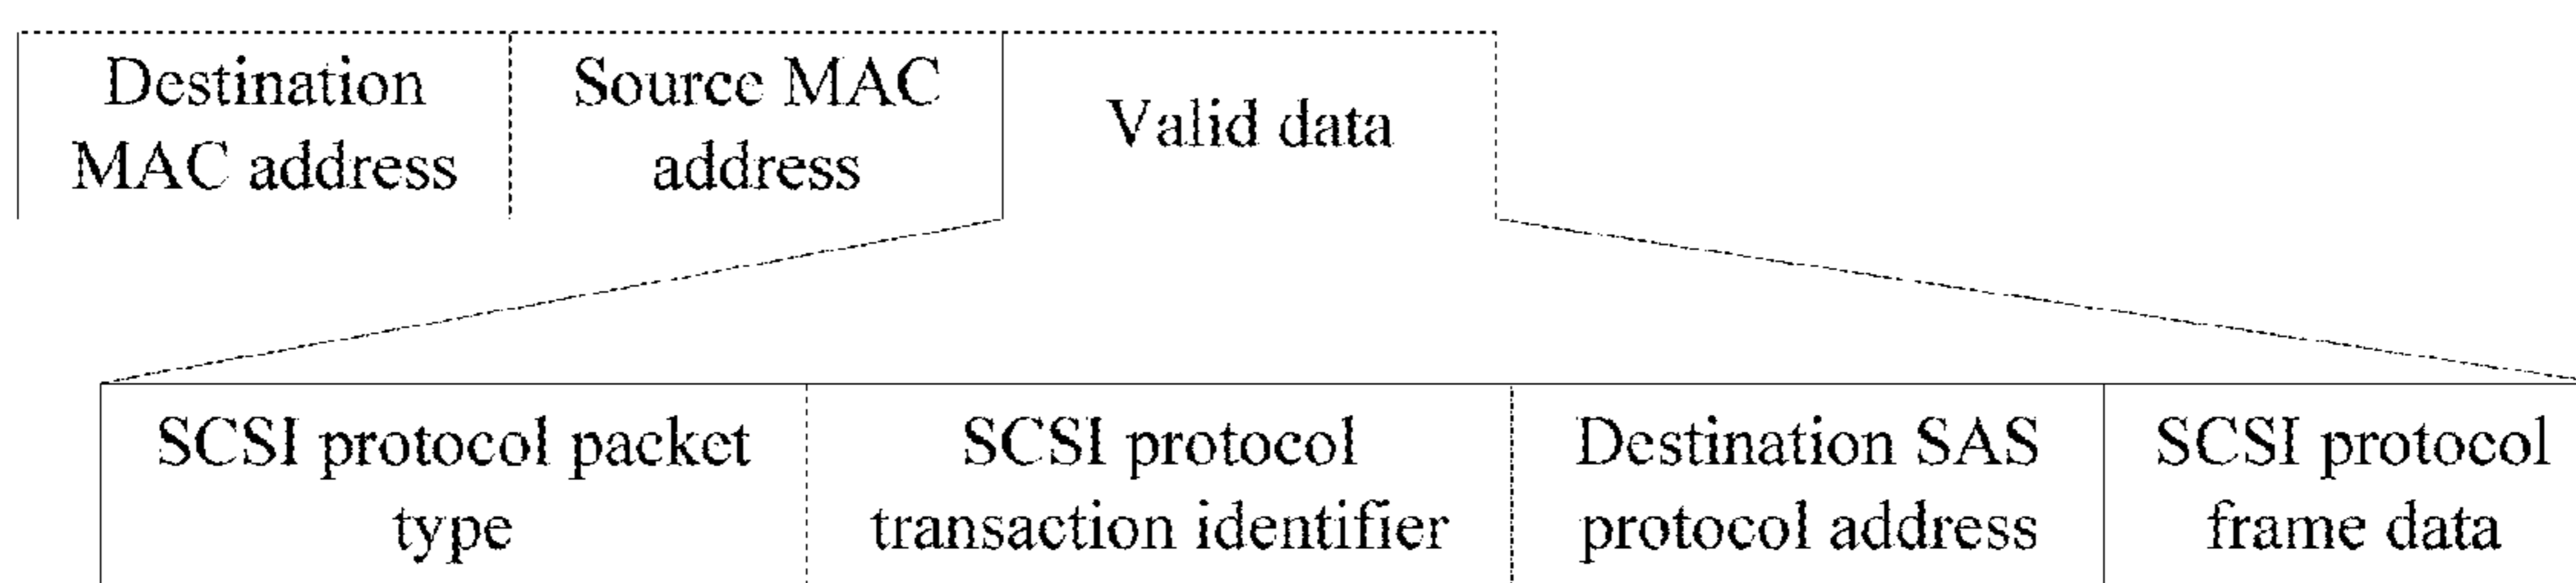 Destination
MAC address
Source MAC
address
Valid data
SCSI protocol packet
type
SCSI protocol
transaction identifier
Destination SAS
protocol address
SCSI protocol
frame data